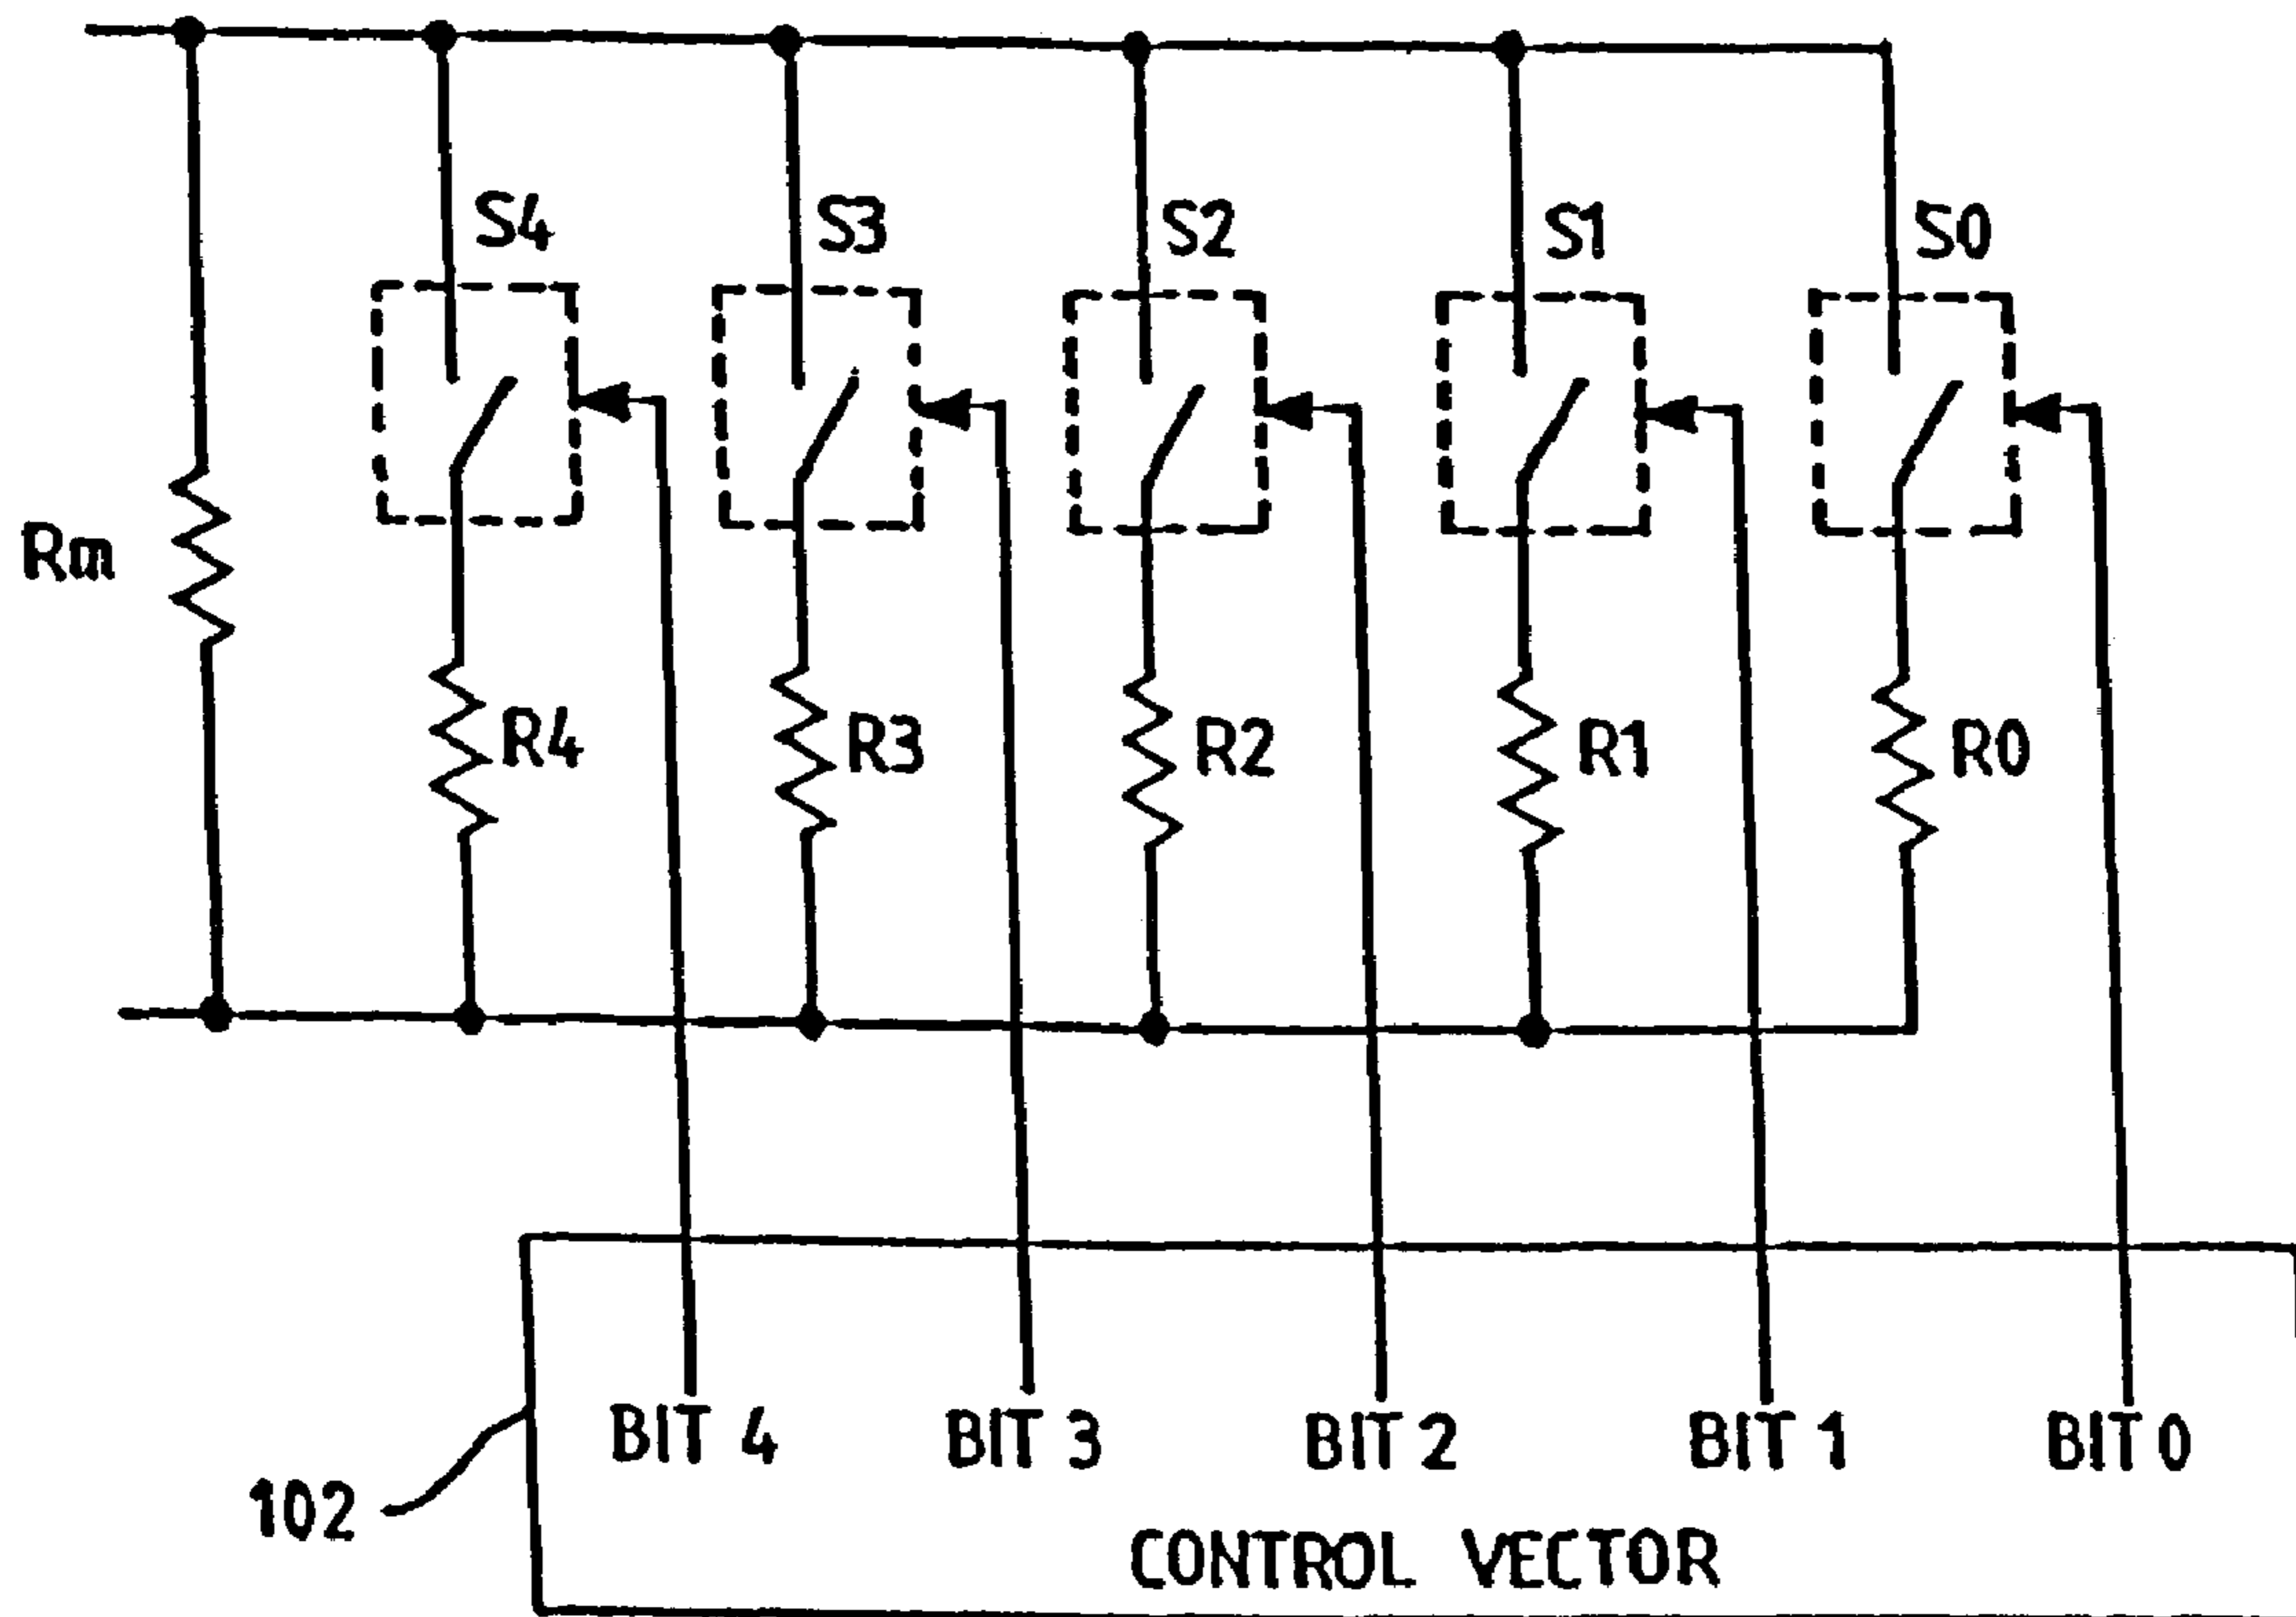 S4 S3 S2 S1 S0
Rm
R4 R3 R2 R1 R0
BIT 4 BIT 3 BIT 2 BIT 1 BIT 0
102
CONTROL VECTOR